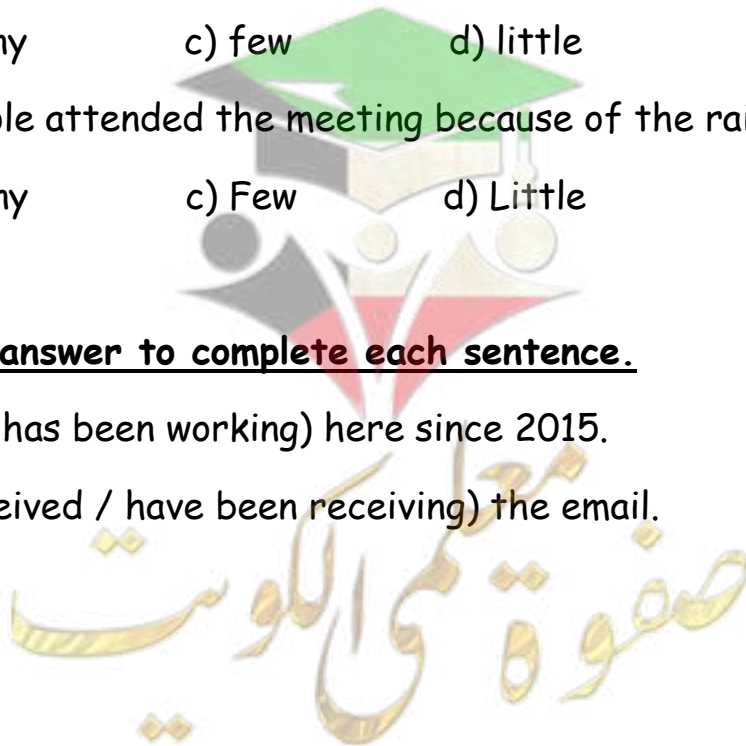 ny c) few d) little
ple attended the meeting because of the rai
ny c) Few d) Little
answer to complete each sentence.
has been working) here since 2015.
eived / have been receiving) the email.
صفوة معلمى الكويت